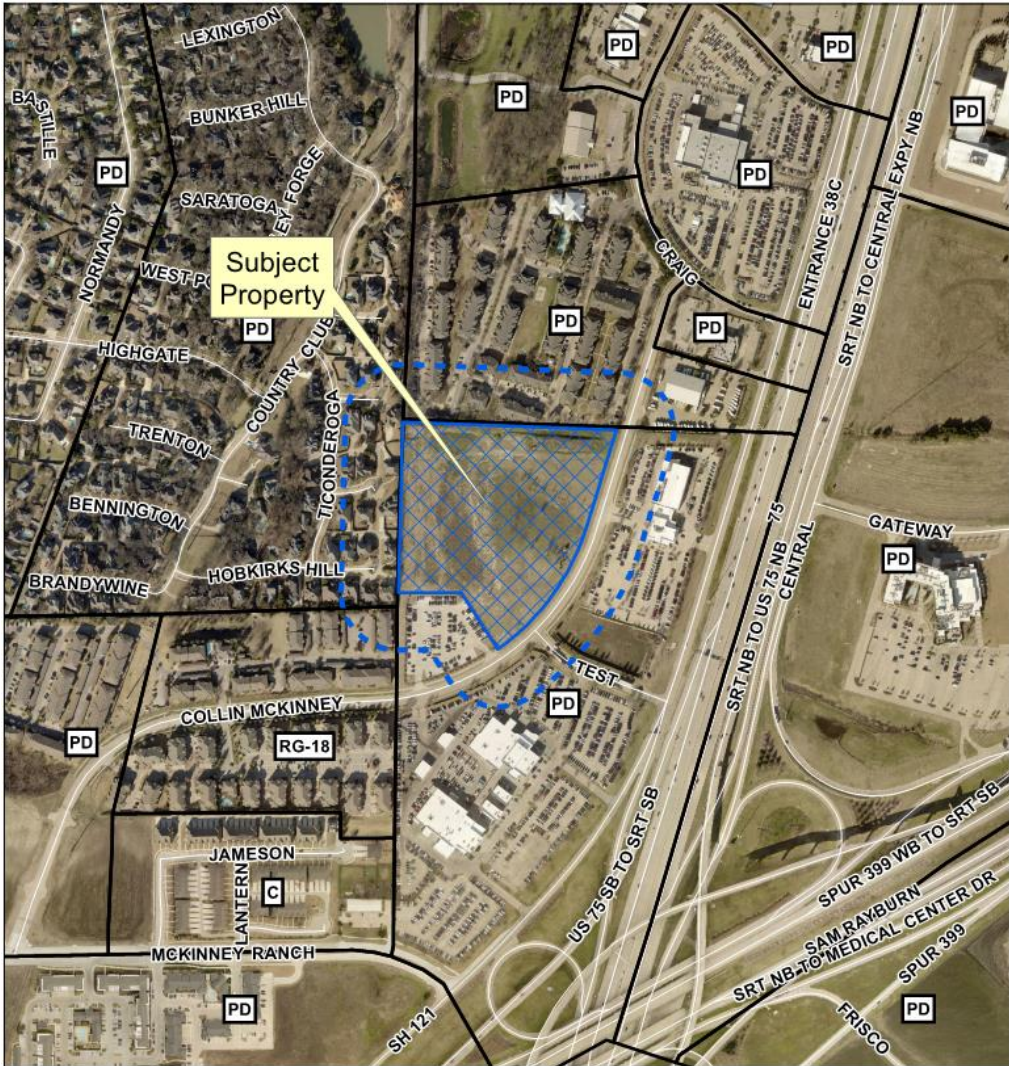 LEXINGTON
PD
PD
PD
BUNKER HILL
BASTILLE
PD
PD
PD
EY FORGE
SARATOGA
NORMANDY
CRAIG
ENTRANCE 38C
SRT NB TO CENTRAL EXPY NB
Subject
Property
WEST PO
PD
COUNTRY CLUB
PD
PD
HIGHGATE
TICONDEROGA
TRENTON
BENNINGTON
HOBKIRKS HILL
BRANDYWINE
SRT NB TO US 75 NB
75
CENTRAL
GATEWAY
PD
TEST
PD
COLLIN MCKINNEY
PD
RG-18
US 75 SB TO SRT SB
JAMESON
LANTERN
C
MCKINNEY RANCH
SPUR 399 WB TO SRT SB
SAM RAYBURN
SRT NB TO MEDICAL CENTER DR
SPUR 399
PD
SH 121
FRISCO
PD